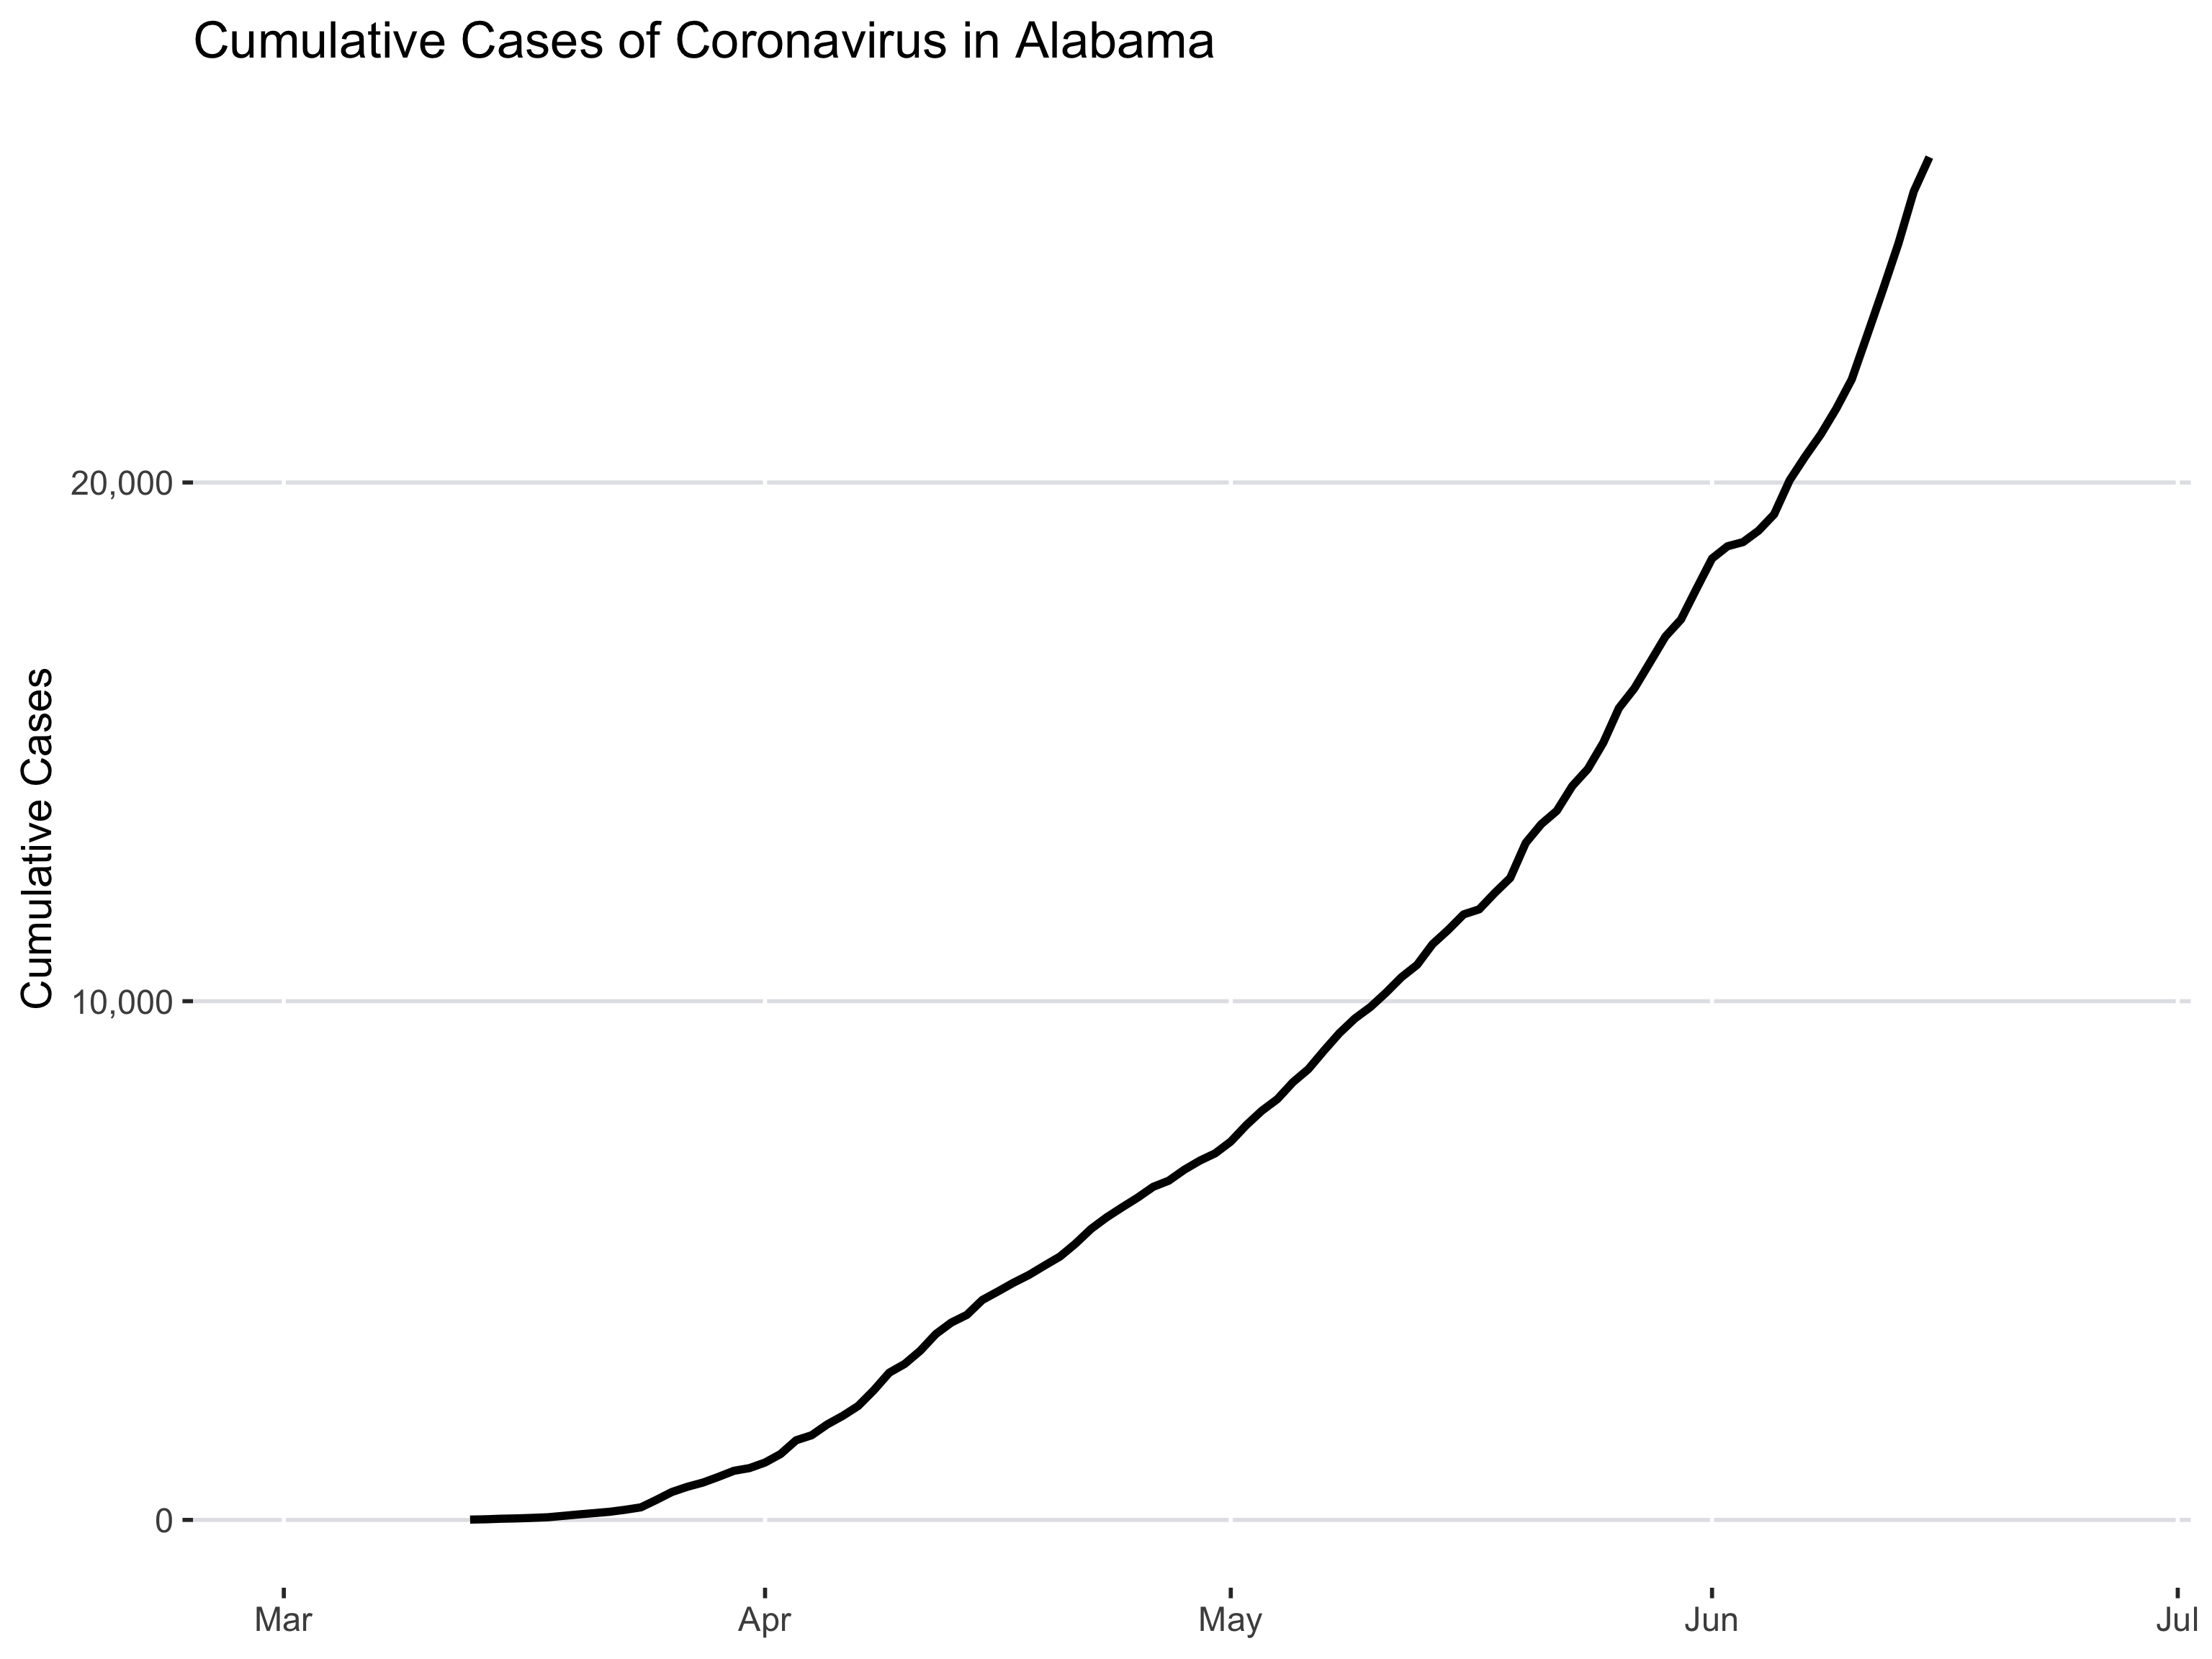 Cumulative Cases of Coronavirus in Alabama
Cumulative Cases
20,000
10,000
0
Mar
Apr
May
Jun
Jul